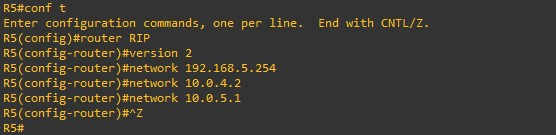 R5#conf t
Enter configuration commands, one per line.  End with CNTL/Z.
R5(config)#router RIP
R5(config-router)#version 2
R5(config-router)#network 192.168.5.254
R5(config-router)#network 10.0.4.2
R5(config-router)#network 10.0.5.1
R5(config-router)#^Z
R5#